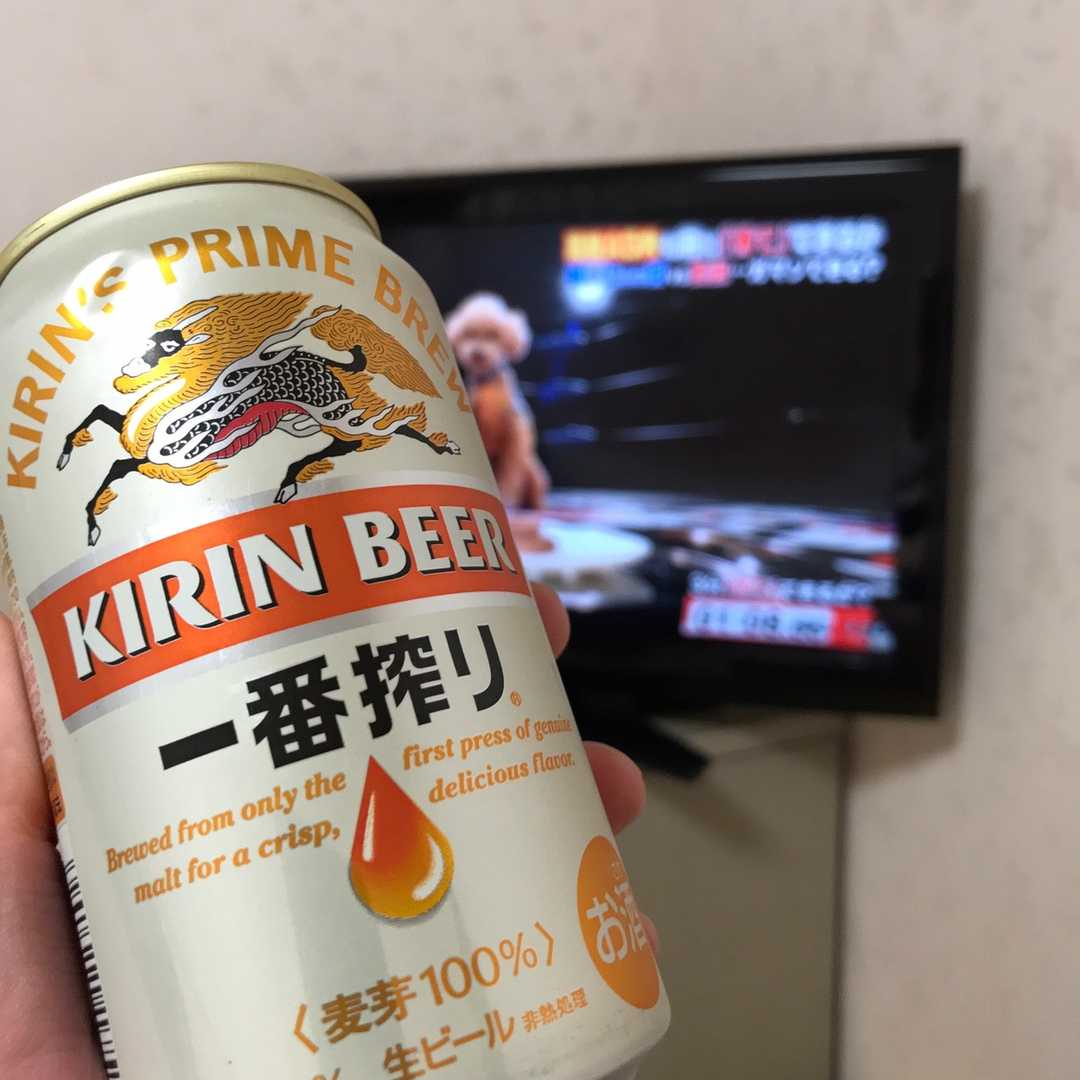 KIRIN'S PRIME BREW
KIRIN BEER
一番搾り®
Brewed from only the first press of genuine
malt for a crisp, delicious flavor.
〈麦芽100%〉
生ビール 非熱処理
お酒